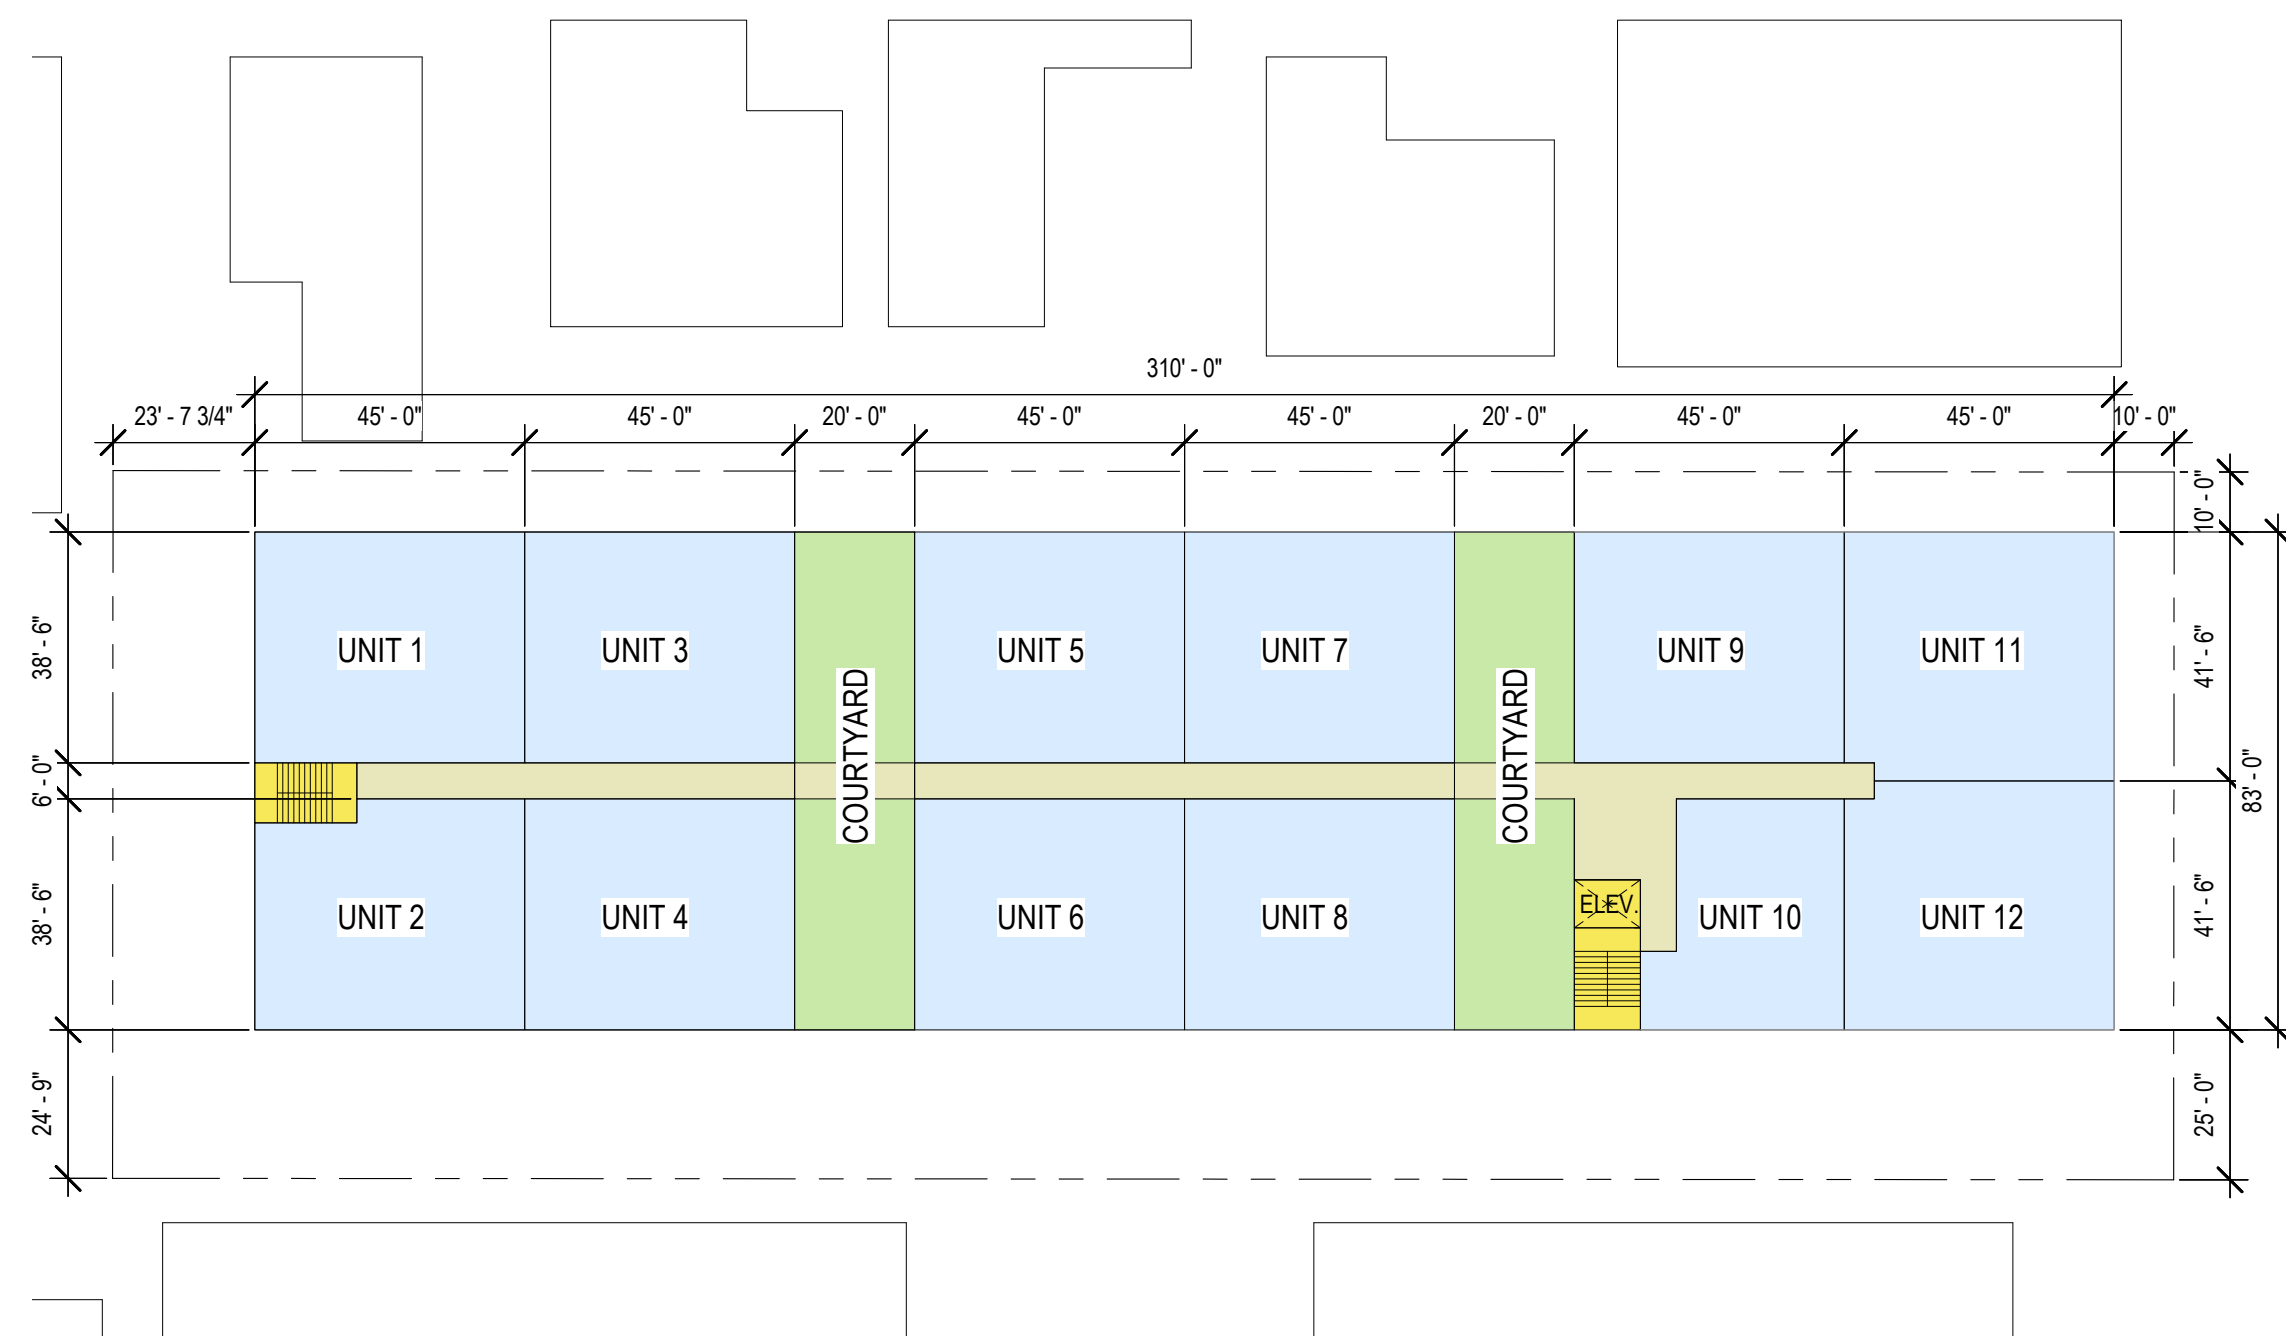 310' - 0"
23' - 7 3/4"
45' - 0"
45' - 0"
20' - 0"
45' - 0"
45' - 0"
20' - 0"
45' - 0"
45' - 0"
10' - 0"
10' - 0"
38' - 6"
UNIT 1
UNIT 3
COURTYARD
UNIT 5
UNIT 7
COURTYARD
UNIT 9
UNIT 11
41' - 6"
6' - 0"
83' - 0"
38' - 6"
UNIT 2
UNIT 4
UNIT 6
UNIT 8
ELEV.
UNIT 10
UNIT 12
41' - 6"
24' - 9"
25' - 0"